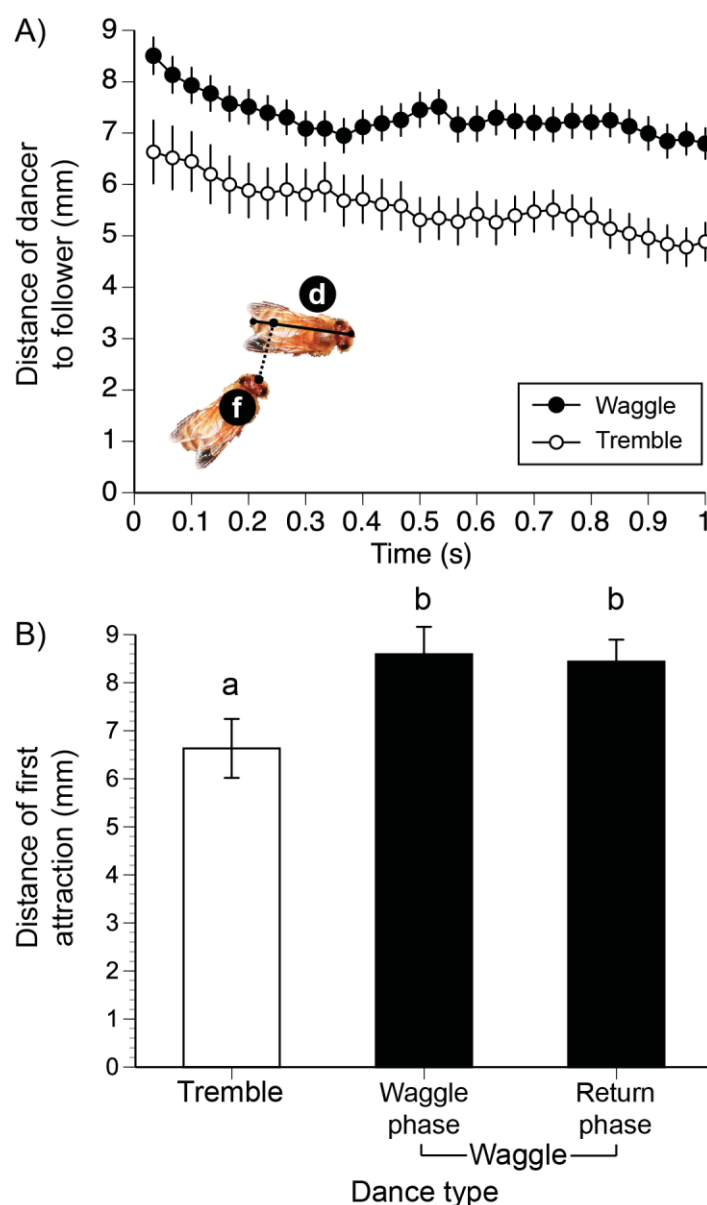 A)
9
8
7
6
5
4
3
2
1
0
Distance of dancer
to follower (mm)
d
f
Waggle
Tremble
0 0.1 0.2 0.3 0.4 0.5 0.6 0.7 0.8 0.9 1
Time (s)
B)
9
8
7
6
5
4
3
2
1
0
Distance of first
attraction (mm)
a
b
b
Tremble
Waggle
phase
Return
phase
Waggle
Dance type